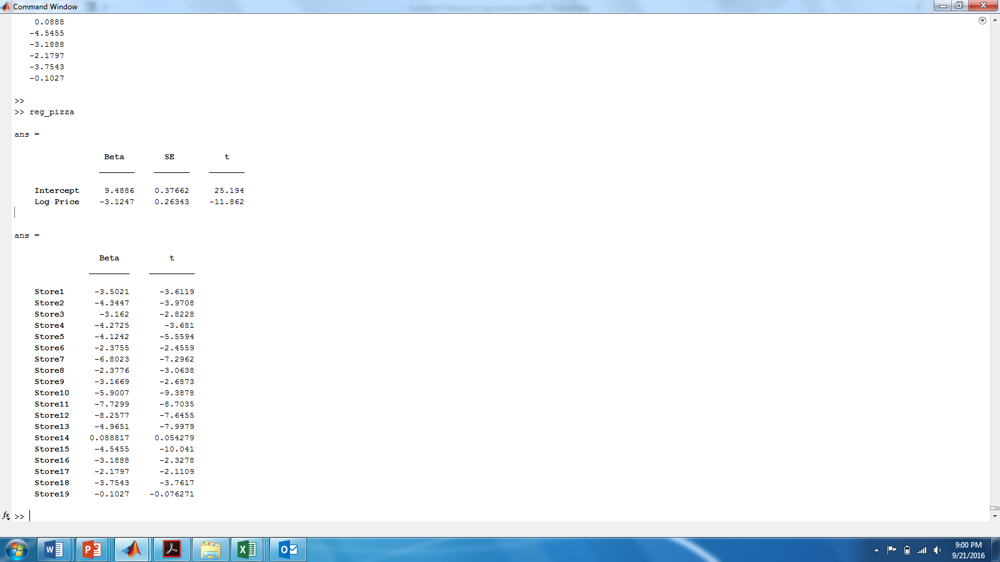 Command Window
0.0888
-4.5455
-3.1888
-2.1797
-3.7543
-0.1027
>>
>> reg_pizza
ans =
Beta SE t
Intercept 9.4886 0.37662 25.194
Log Price -3.1247 0.26343 -11.862
ans =
Beta t
Store1 -3.5021 -3.6119
Store2 -4.3447 -3.9708
Store3 -3.162 -2.8228
Store4 -4.2725 -3.681
Store5 -4.1242 -5.5594
Store6 -2.3755 -2.4559
Store7 -6.8023 -7.2962
Store8 -2.3776 -3.0638
Store9 -3.1669 -2.6873
Store10 -5.9007 -9.3878
Store11 -7.7299 -8.7035
Store12 -8.2577 -7.6455
Store13 -4.9651 -7.9979
Store14 0.088817 0.054279
Store15 -4.5455 -10.041
Store16 -3.1888 -2.3278
Store17 -2.1797 -2.1109
Store18 -3.7543 -3.7617
Store19 -0.1027 -0.076271
fx >>
9:00 PM
9/21/2016